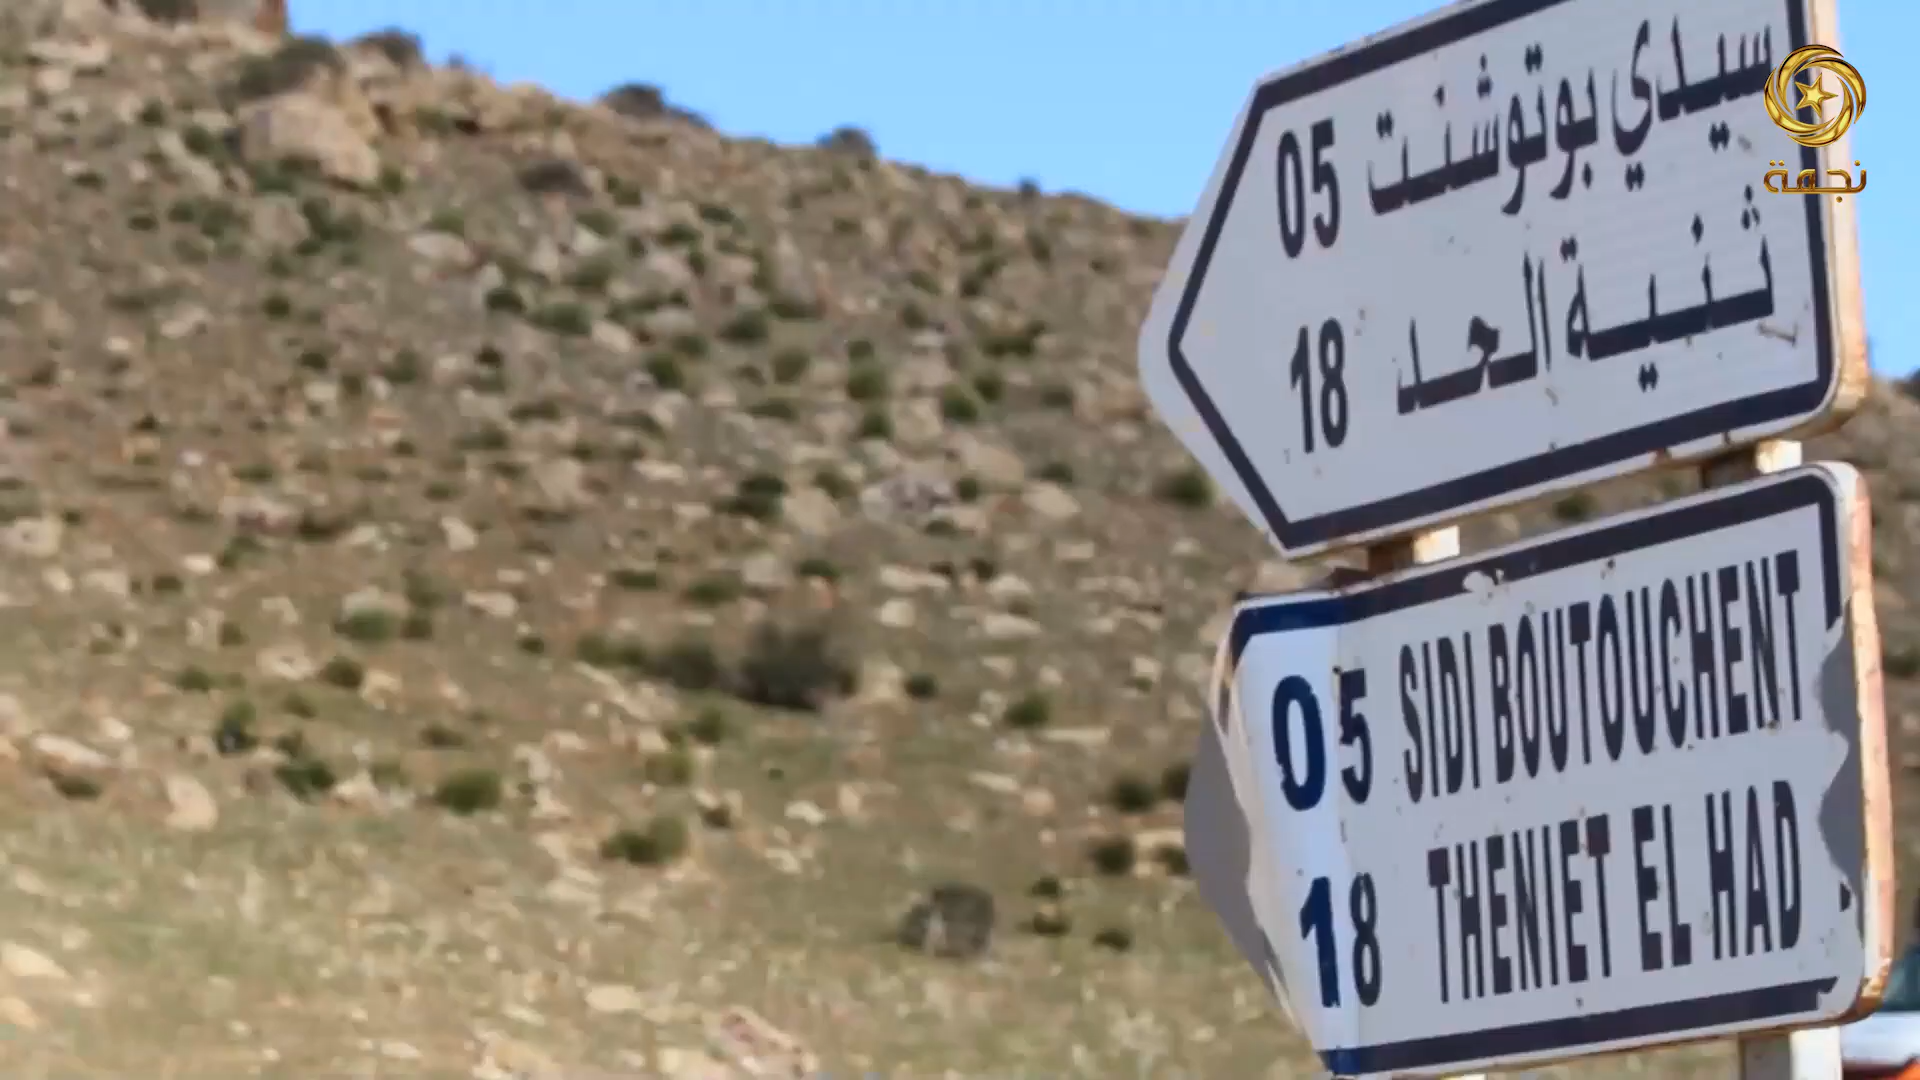 سيدي بوتوشنت 05
ثنية الحد 18
05 SIDI BOUTOUCHENT
18 THENIET EL HAD
نجمة